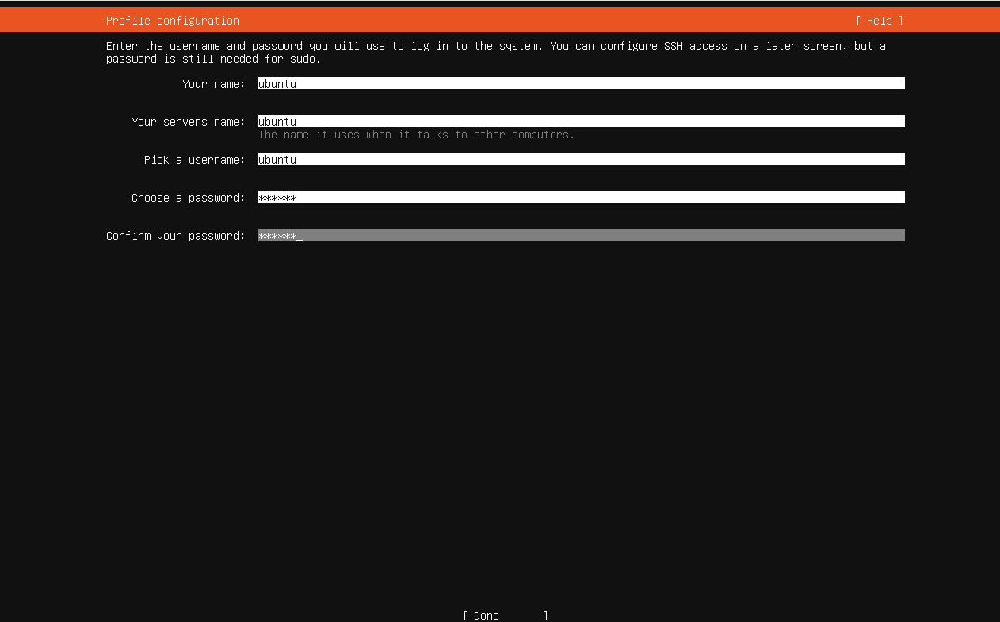 Profile configuration [ Help ]
Enter the username and password you will use to log in to the system. You can configure SSH access on a later screen, but a
password is still needed for sudo.
Your name: ubuntu
Your servers name: ubuntu
The name it uses when it talks to other computers.
Pick a username: ubuntu
Choose a password: ******
Confirm your password: ******_
[ Done ]